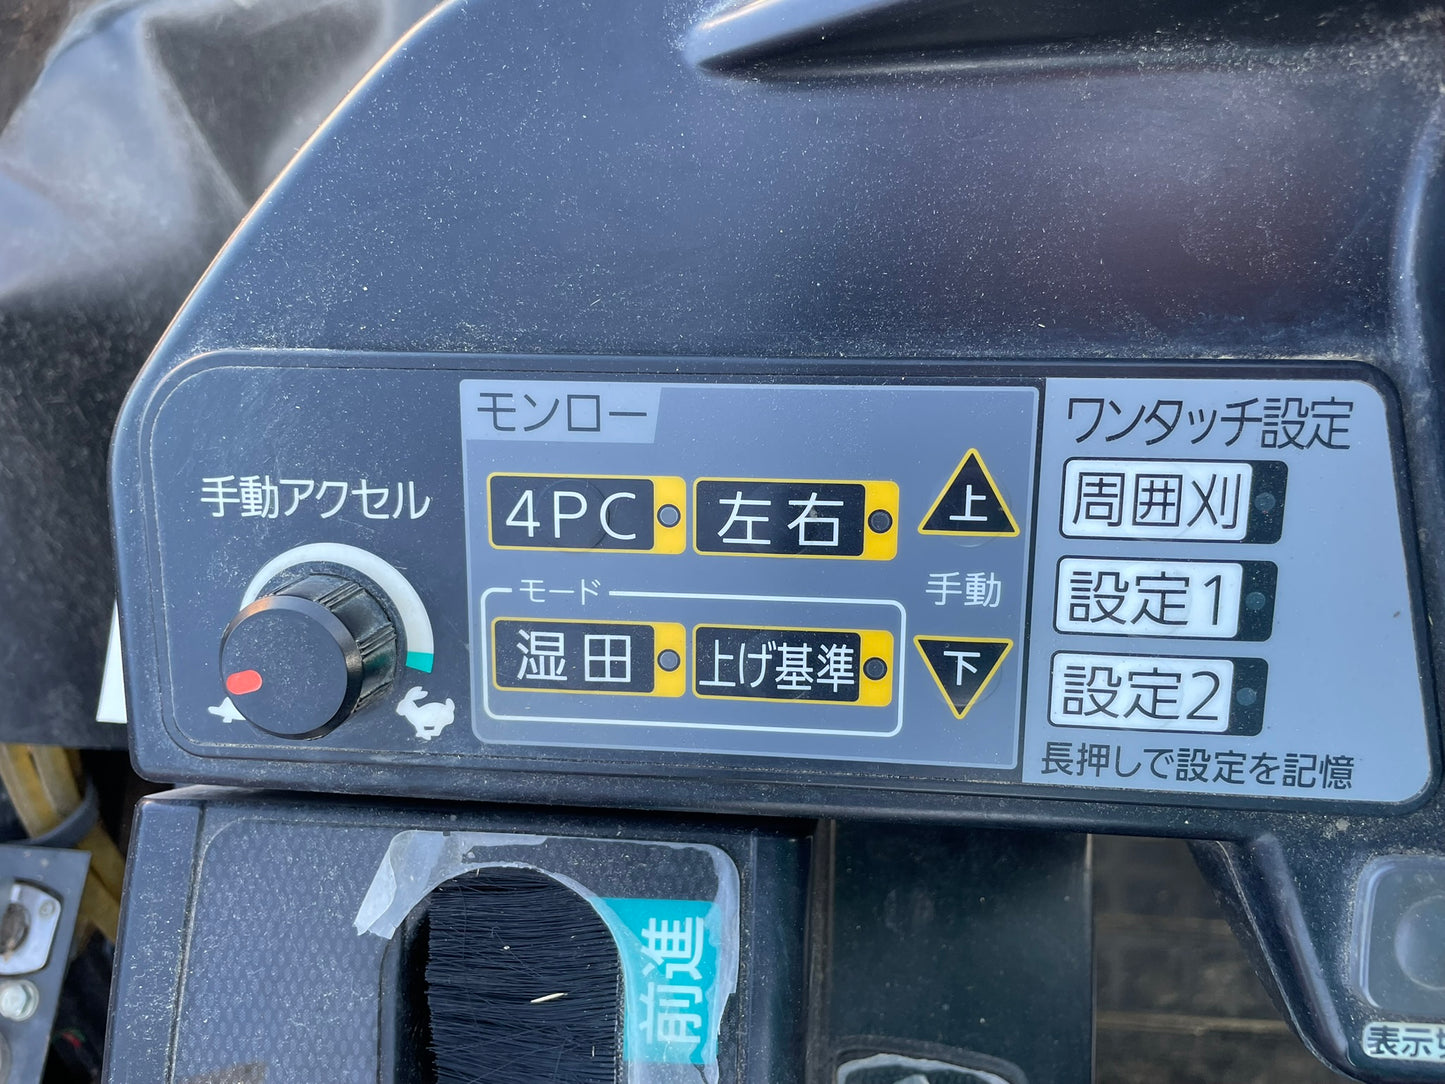 手動アクセル
モンロー
4PC
左右
上
手動
下
モード
湿田
上げ基準
ワンタッチ設定
周囲刈
設定1
設定2
長押しで設定を記憶
前進
表示